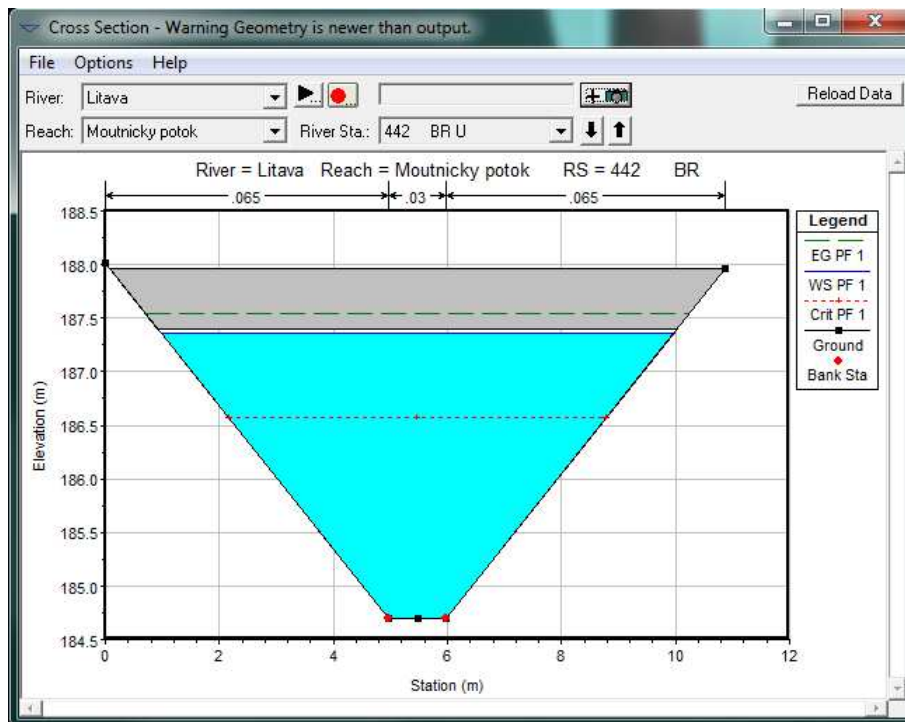 Cross Section - Warning Geometry is newer than output.
File Options Help
River: Litava Reload Data
Reach: Moutnicky potok River Sta.: 442 BR U
River = Litava Reach = Moutnicky potok RS = 442 BR
.065 .03 .065
188.5
188.0
187.5
187.0
186.5
186.0
185.5
185.0
184.5
Elevation (m)
0 2 4 6 8 10 12
Station (m)
Legend
EG PF 1
WS PF 1
Crit PF 1
Ground
Bank Sta